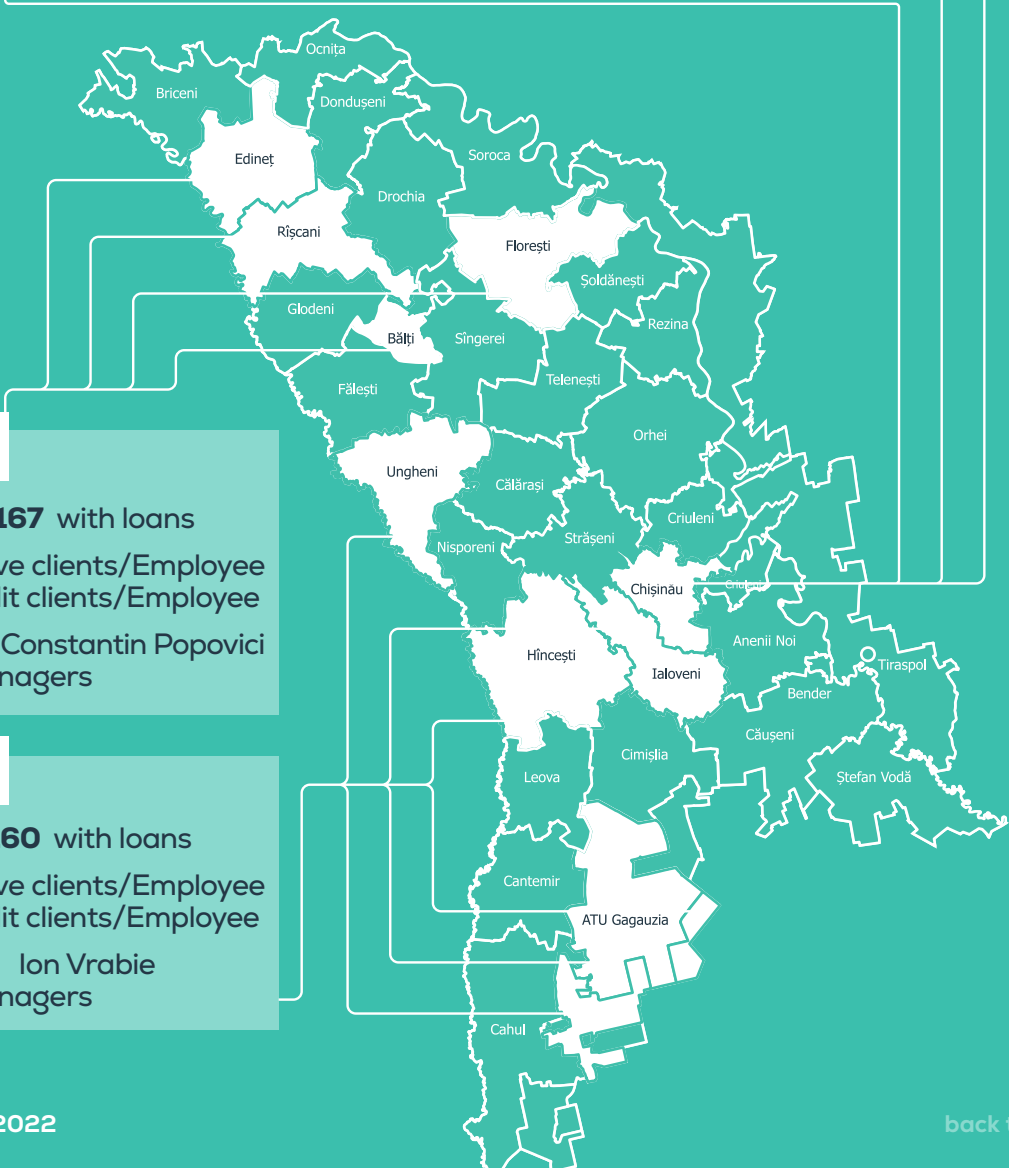 Ocnița
Briceni
Dondușeni
Edineț
Soroca
Drochia
Rîșcani
Florești
Șoldănești
Glodeni
Rezina
Bălți
Sîngerei
Telenești
Fălești
Orhei
Ungheni
Călărași
Criuleni
Strășeni
Nisporeni
Chișinău
Criuleni
Anenii Noi
Hîncești
Ialoveni
Tiraspol
Bender
Căușeni
Cimișlia
Leova
Ștefan Vodă
Cantemir
ATU Gagauzia
Cahul
167 with loans
ve clients/Employee
dit clients/Employee
Constantin Popovici
nagers
60 with loans
ve clients/Employee
dit clients/Employee
Ion Vrabie
nagers
2022
back t